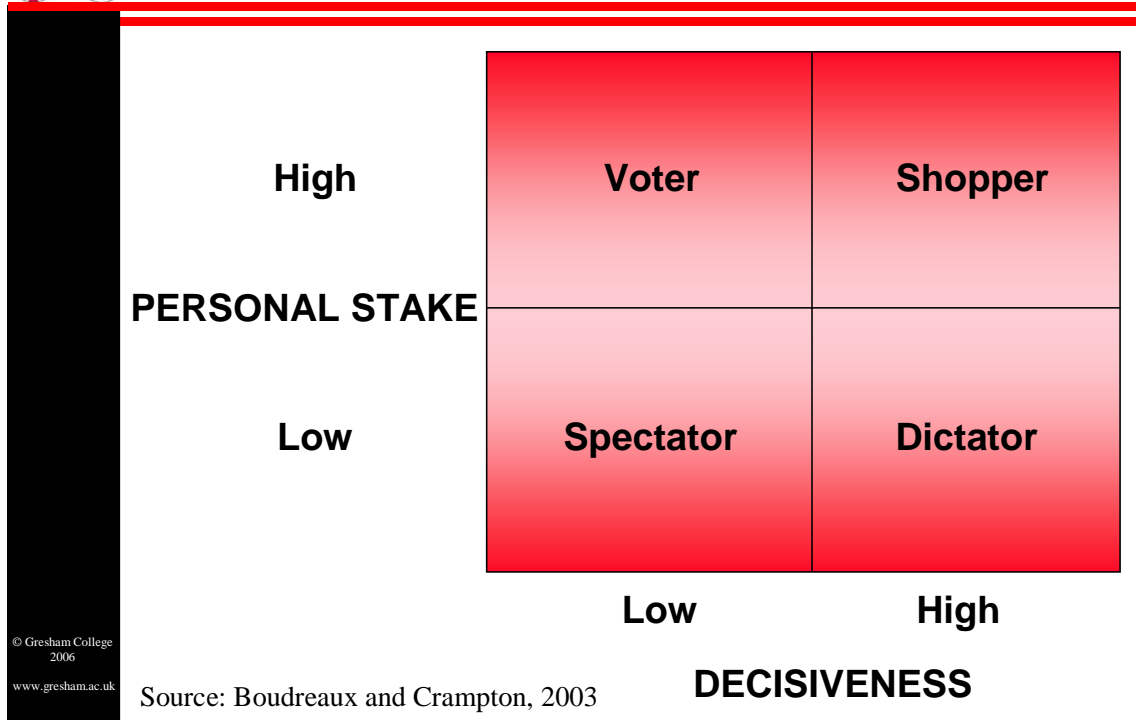 High
Voter
Shopper
PERSONAL STAKE
Low
Spectator
Dictator
Low
High
DECISIVENESS
Source: Boudreaux and Crampton, 2003
© Gresham College
2006
www.gresham.ac.uk